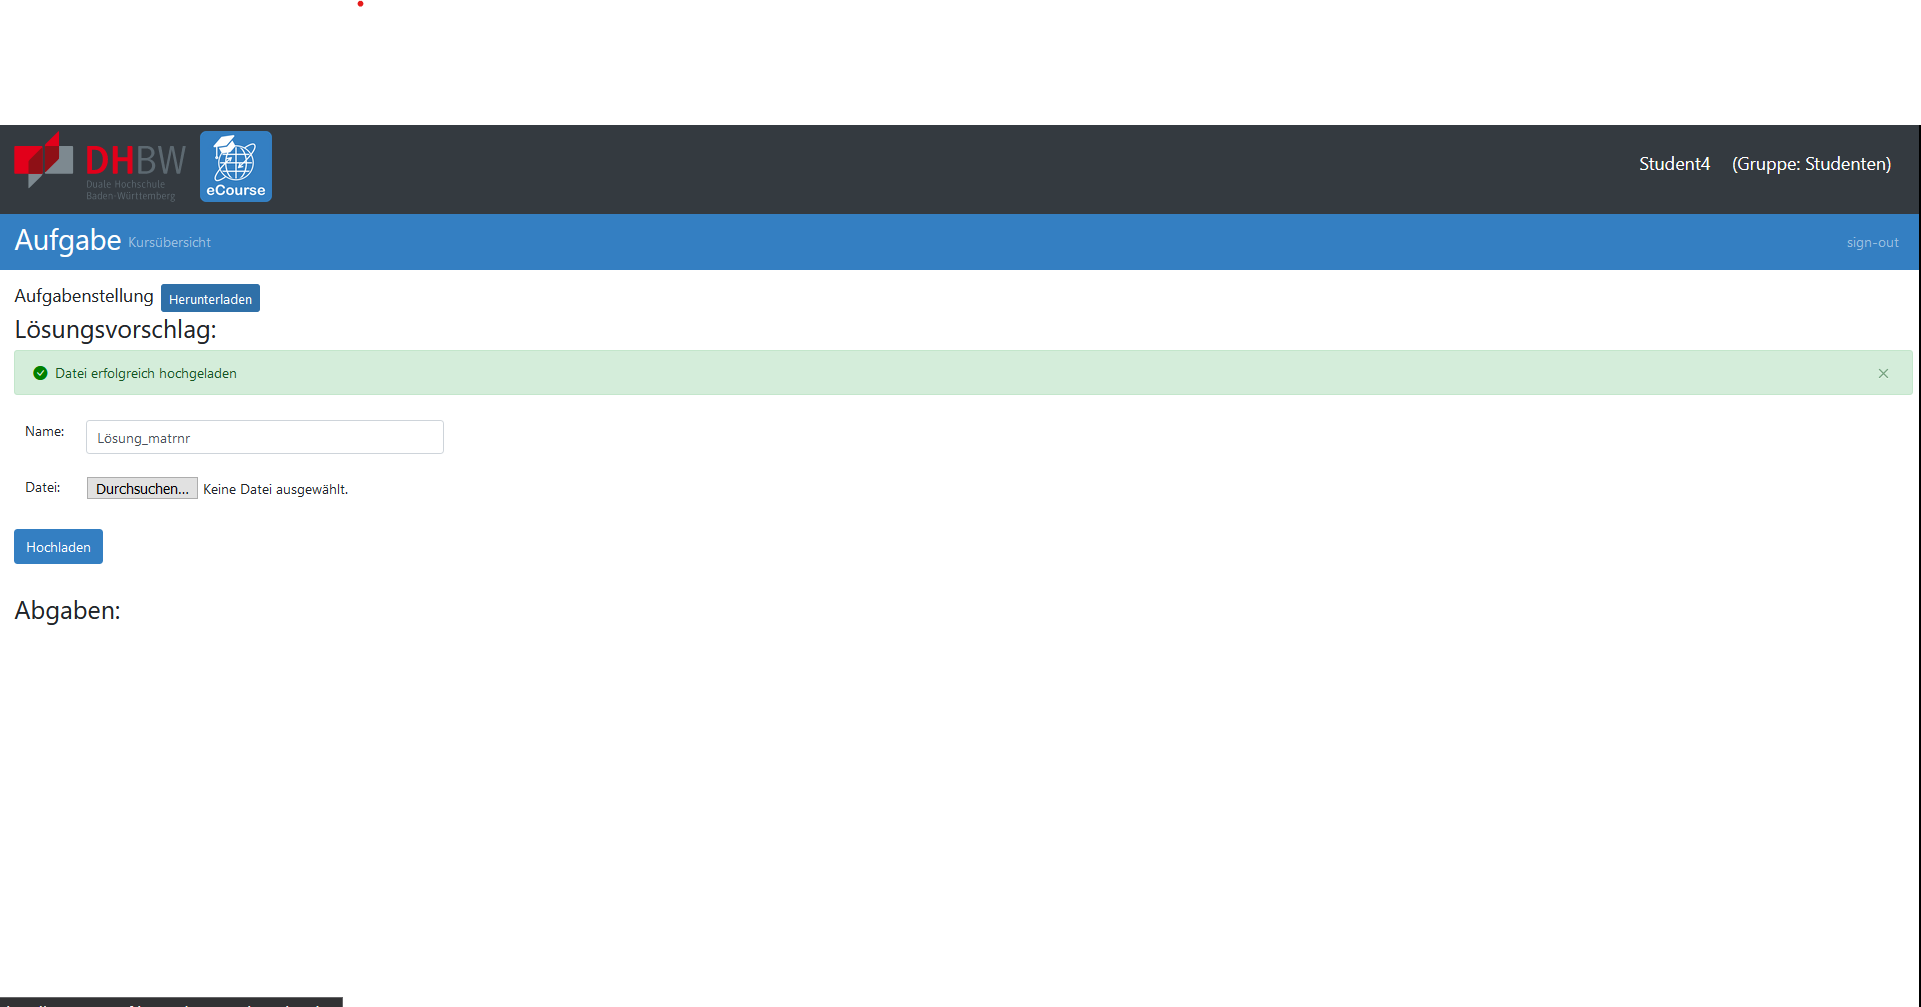 DHBW
Duale Hochschule
Baden-Württemberg
eCourse
Student4 (Gruppe: Studenten)
Aufgabe Kursübersicht sign-out
Aufgabenstellung Herunterladen
Lösungsvorschlag:
Datei erfolgreich hochgeladen ×
Name: Lösung_matrnr
Datei: Durchsuchen... Keine Datei ausgewählt.
Hochladen
Abgaben: